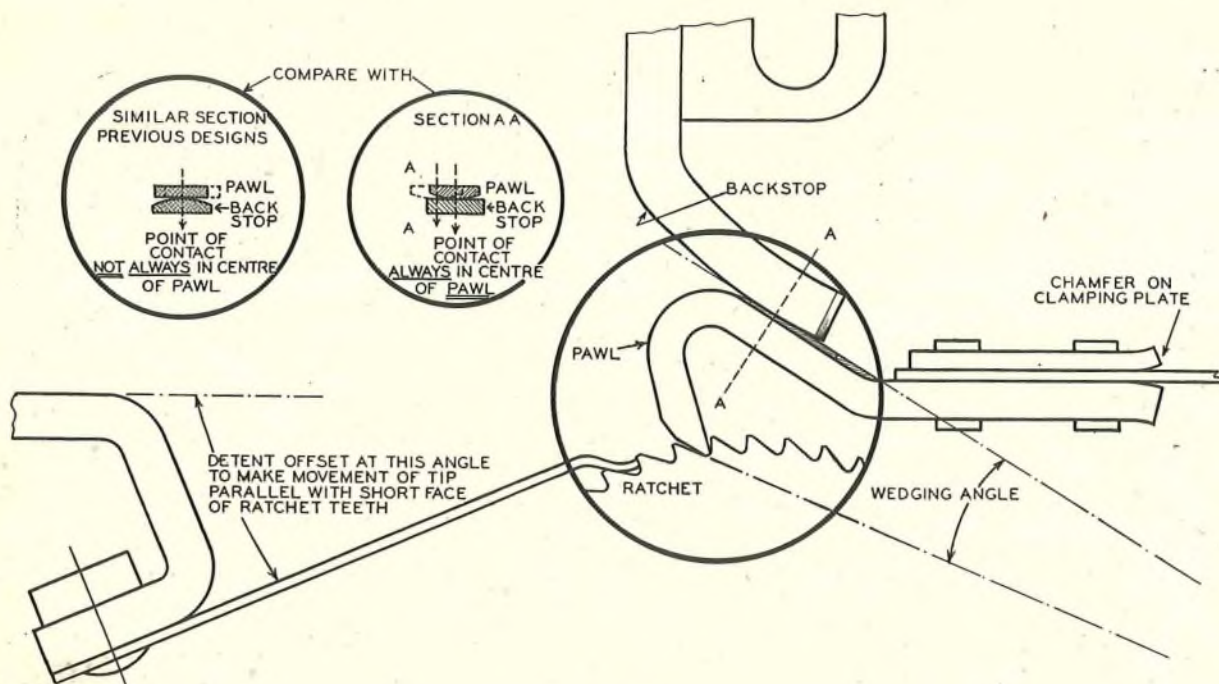 COMPARE WITH
SIMILAR SECTION
PREVIOUS DESIGNS
PAWL
BACK
STOP
POINT OF
CONTACT
NOT ALWAYS IN CENTRE
OF PAWL
SECTION A A
A
PAWL
BACK
STOP
A
POINT OF
CONTACT
ALWAYS IN CENTRE
OF PAWL
BACKSTOP
A
CHAMFER ON
CLAMPING PLATE
PAWL
A
DETENT OFFSET AT THIS ANGLE
TO MAKE MOVEMENT OF TIP
PARALLEL WITH SHORT FACE
OF RATCHET TEETH
RATCHET
WEDGING ANGLE